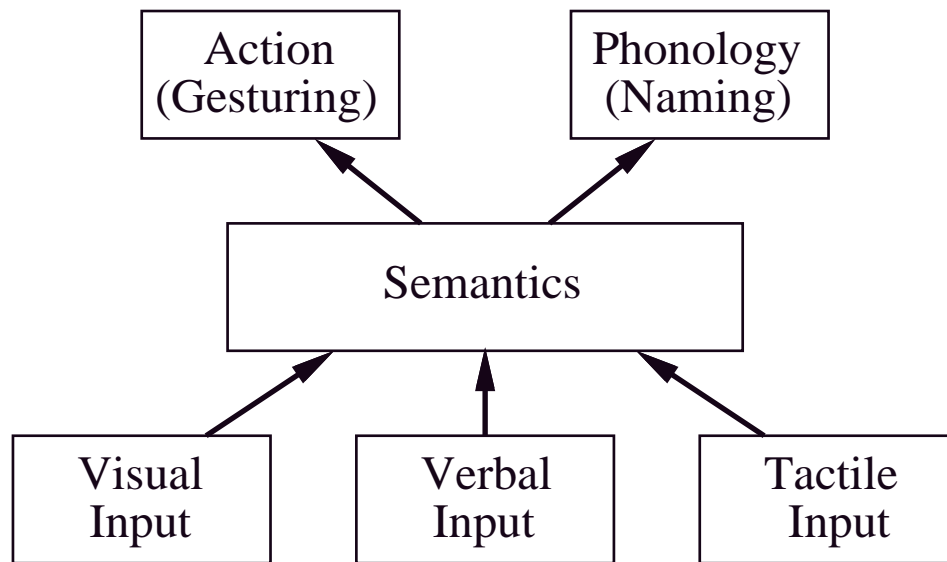 Action
(Gesturing)
Phonology
(Naming)
Semantics
Visual
Input
Verbal
Input
Tactile
Input